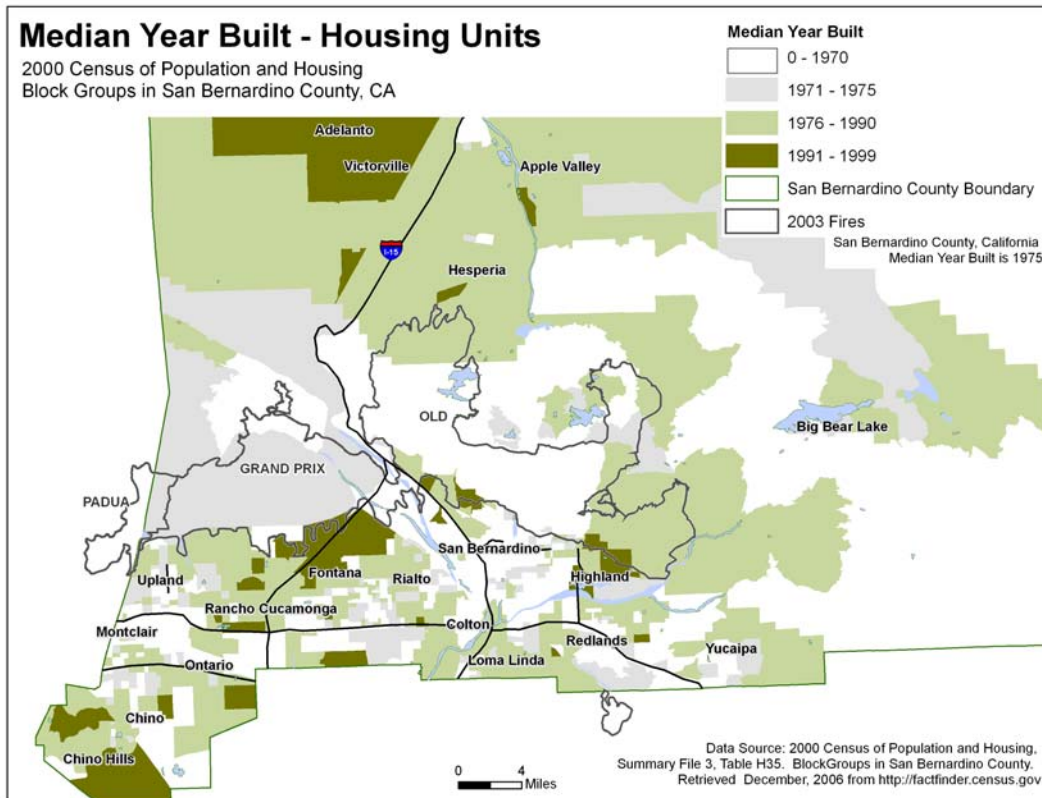 Median Year Built - Housing Units
2000 Census of Population and Housing
Block Groups in San Bernardino County, CA
Median Year Built
0 - 1970
1971 - 1975
1976 - 1990
1991 - 1999
San Bernardino County Boundary
2003 Fires
San Bernardino County, California
Median Year Built is 1975
Adelanto
Victorville
Apple Valley
I-15
Hesperia
OLD
Big Bear Lake
GRAND PRIX
PADUA
San Bernardino
Upland
Fontana
Rialto
Highland
Rancho Cucamonga
Montclair
Colton
Redlands
Yucaipa
Ontario
Loma Linda
Chino
Chino Hills
0 4
Miles
Data Source: 2000 Census of Population and Housing,
Summary File 3, Table H35. BlockGroups in San Bernardino County.
Retrieved December, 2006 from http://factfinder.census.gov